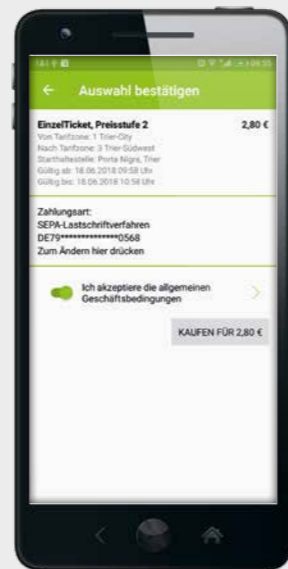 Auswahl bestätigen
EinzelTicket, Preisstufe 2 2,80 €
Von Tarifzone: 1 Trier-City
Nach Tarifzone: 3 Trier-Südwest
Starthaltestelle: Porta Nigra, Trier
Gültig ab: 18.06.2018 09:58 Uhr
Gültig bis: 18.06.2018 10:58 Uhr
Zahlungsart:
SEPA-Lastschriftverfahren
DE79**************0568
Zum Ändern hier drücken
Ich akzeptiere die allgemeinen
Geschäftsbedingungen
KAUFEN FÜR 2,80 €